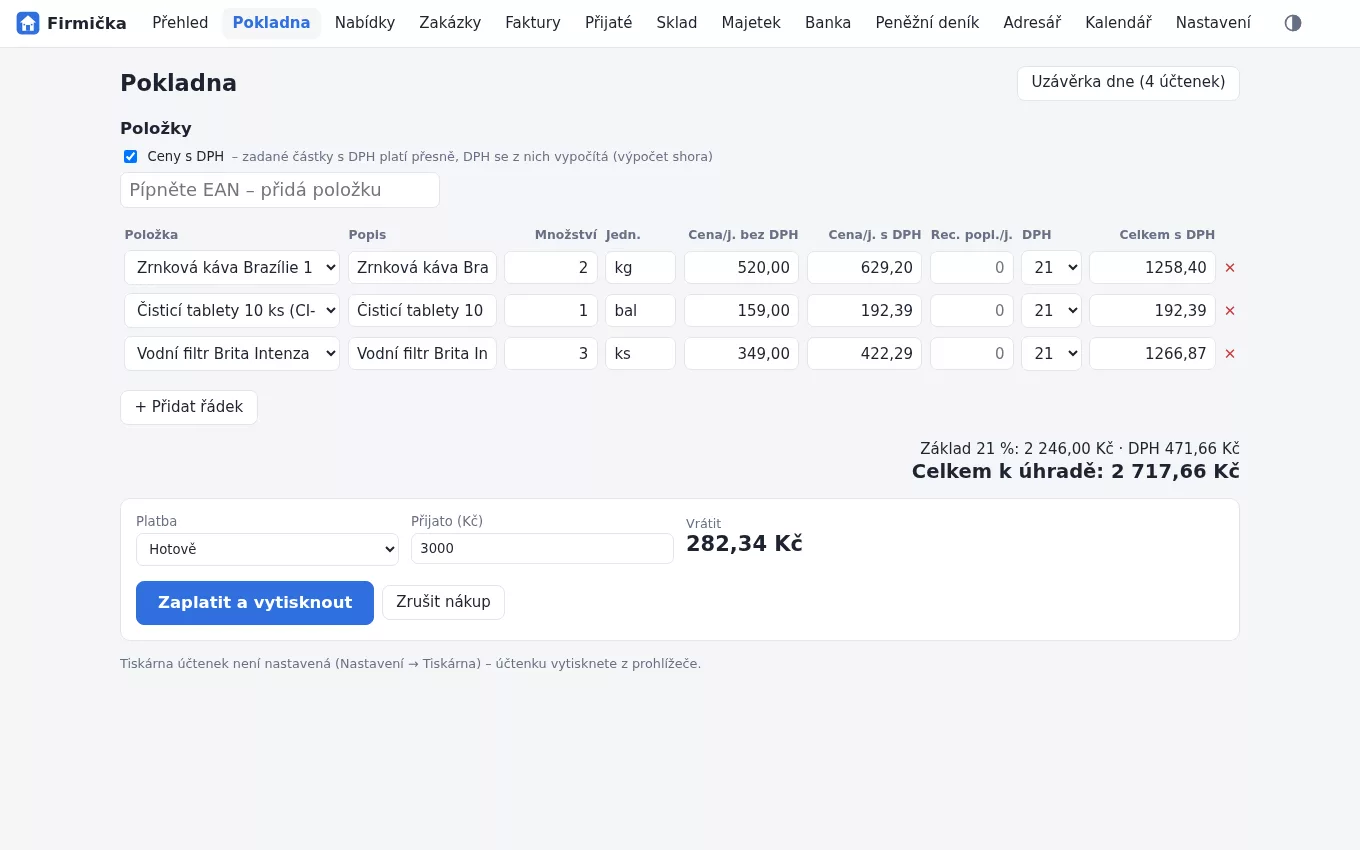 Firmička Přehled Pokladna Nabídky Zakázky Faktury Přijaté Sklad Majetek Banka Peněžní deník Adresář Kalendář Nastavení
Pokladna
Uzávěrka dne (4 účtenek)
Položky
Ceny s DPH – zadané částky s DPH platí přesně, DPH se z nich vypočítá (výpočet shora)
Pípněte EAN – přidá položku
Položka Popis Množství Jedn. Cena/j. bez DPH Cena/j. s DPH Rec. popl./j. DPH Celkem s DPH
Zrnková káva Brazílie 1 Zrnková káva Bra 2 kg 520,00 629,20 0 21 1258,40 ✕
Čisticí tablety 10 ks (CI- Čisticí tablety 10 1 bal 159,00 192,39 0 21 192,39 ✕
Vodní filtr Brita Intenza Vodní filtr Brita In 3 ks 349,00 422,29 0 21 1266,87 ✕
+ Přidat řádek
Základ 21 %: 2 246,00 Kč · DPH 471,66 Kč
Celkem k úhradě: 2 717,66 Kč
Platba Přijato (Kč) Vrátit
Hotově 3000 282,34 Kč
Zaplatit a vytisknout Zrušit nákup
Tiskárna účtenek není nastavená (Nastavení → Tiskárna) – účtenku vytisknete z prohlížeče.